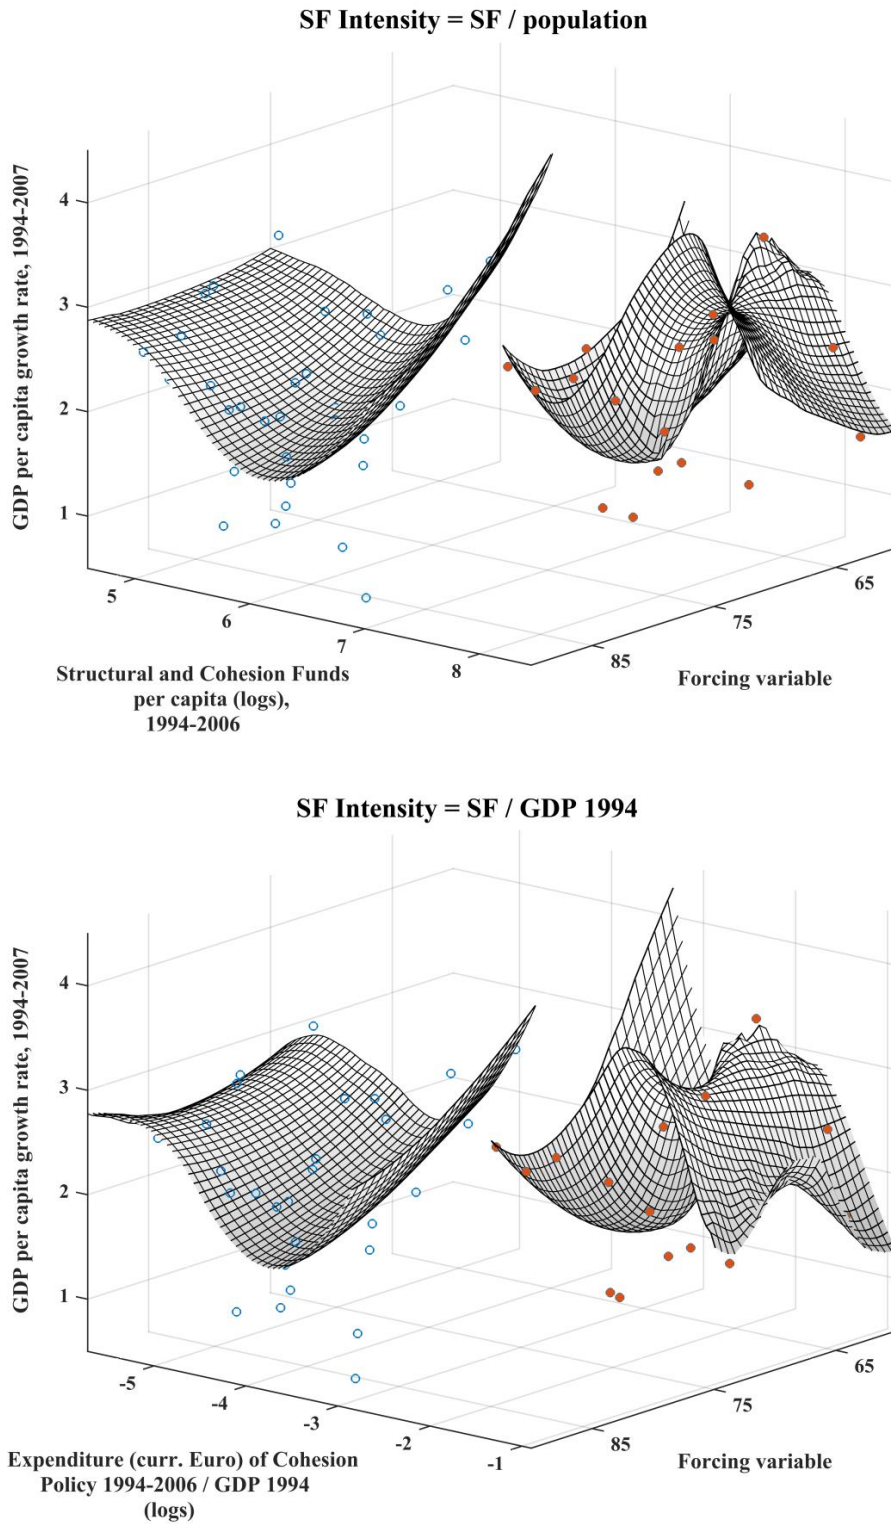 SF Intensity = SF / population
GDP per capita growth rate, 1994-2007
4
3
2
1
5
6
7
8
85
75
65
Structural and Cohesion Funds
per capita (logs),
1994-2006
Forcing variable
SF Intensity = SF / GDP 1994
GDP per capita growth rate, 1994-2007
4
3
2
1
-5
-4
-3
-2
-1
85
75
65
Expenditure (curr. Euro) of Cohesion
Policy 1994-2006 / GDP 1994
(logs)
Forcing variable